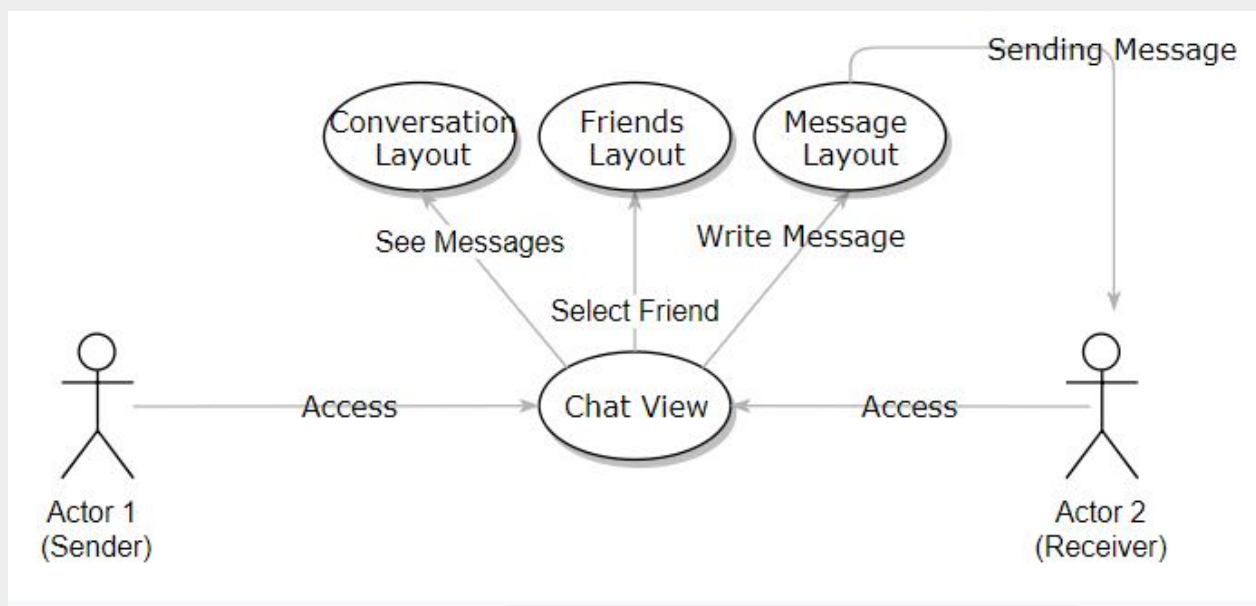 Sending Message
Conversation
Layout
Friends
Layout
Message
Layout
See Messages
Write Message
Select Friend
Access
Chat View
Access
Actor 1
(Sender)
Actor 2
(Receiver)